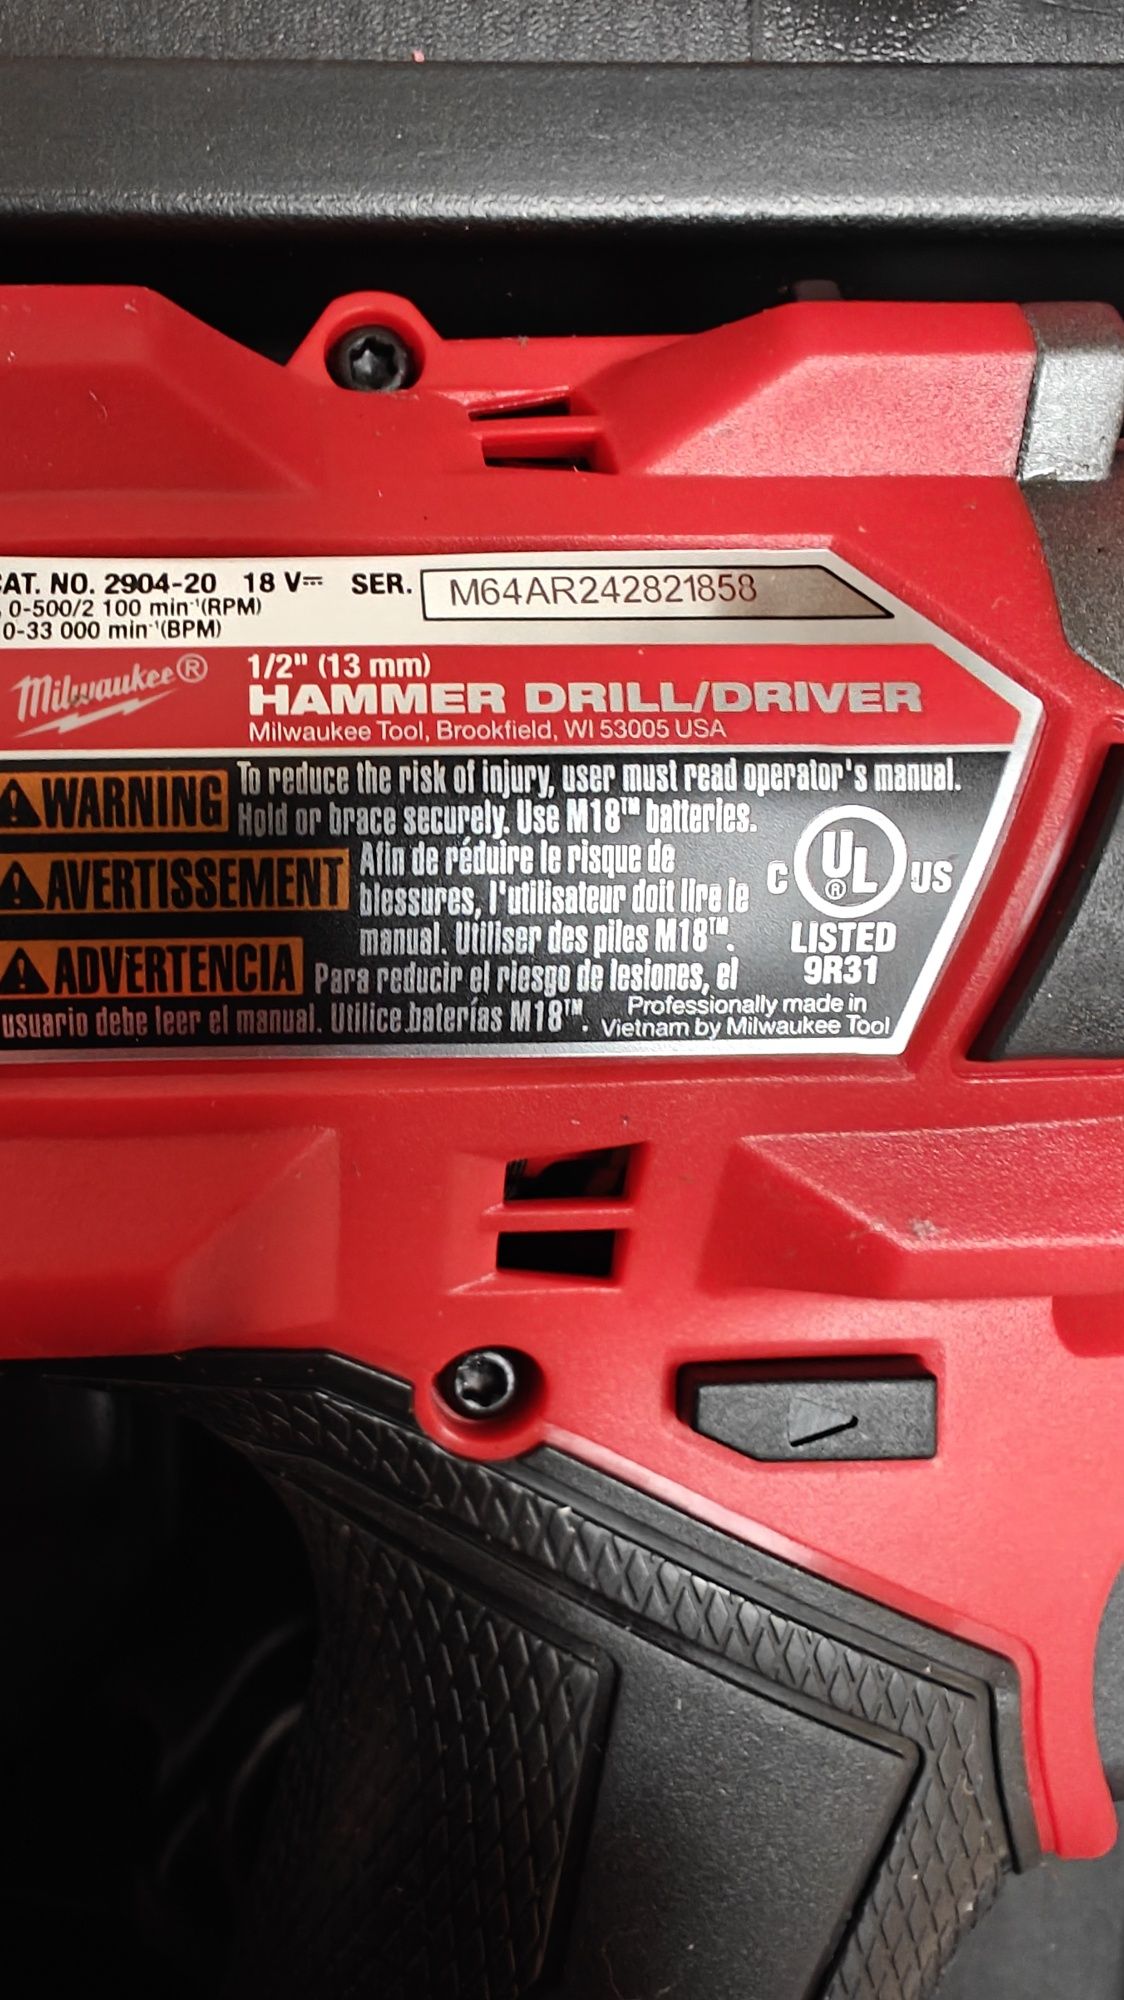 CAT. NO. 2904-20 18 V⎓ SER. M64AR242821858
0-500/2 100 min⁻¹(RPM)
0-33 000 min⁻¹(BPM)
Milwaukee®
1/2" (13 mm)
HAMMER DRILL/DRIVER
Milwaukee Tool, Brookfield, WI 53005 USA
⚠WARNING To reduce the risk of injury, user must read operator's manual.
Hold or brace securely. Use M18™ batteries.
⚠AVERTISSEMENT Afin de réduire le risque de
blessures, l'utilisateur doit lire le
manual. Utiliser des piles M18™.
⚠ADVERTENCIA Para reducir el riesgo de lesiones, el
usuario debe leer el manual. Utilice baterías M18™.
C UL® US
LISTED
9R31
Professionally made in
Vietnam by Milwaukee Tool